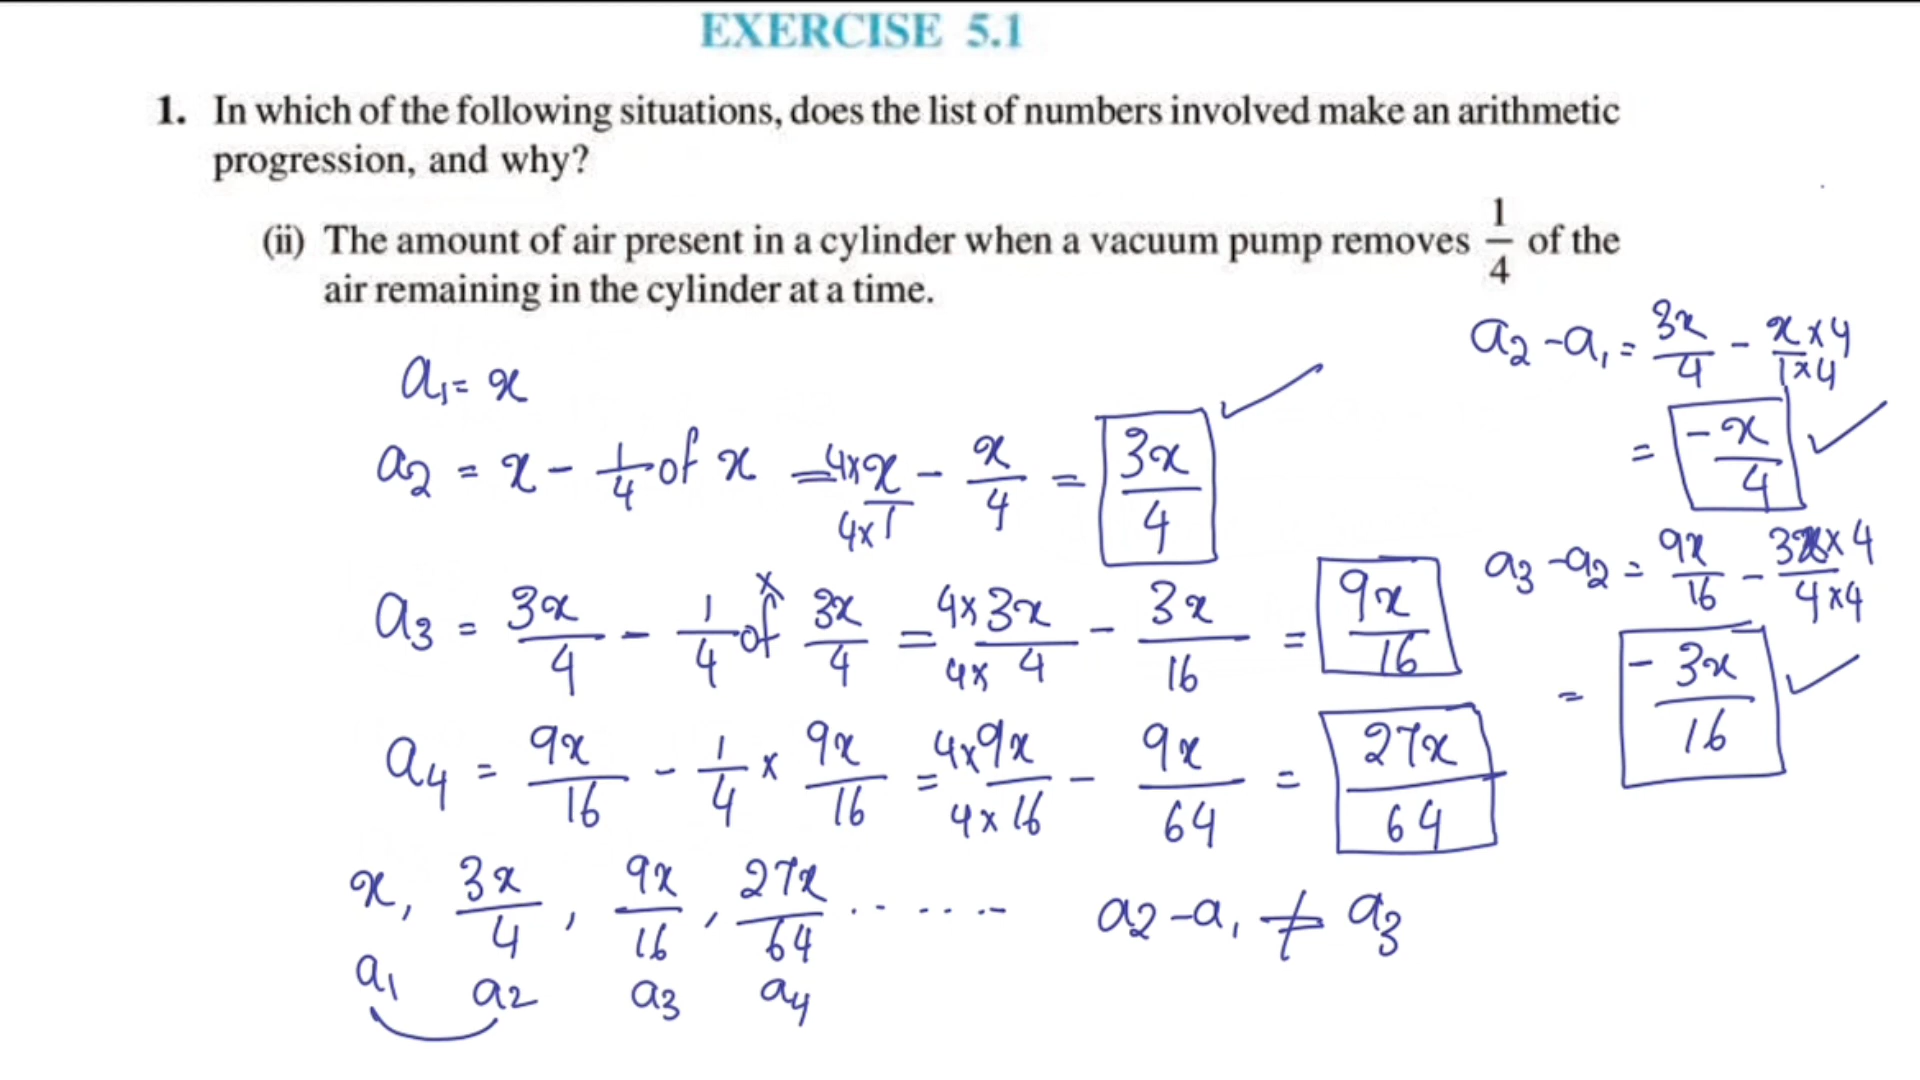 EXERCISE 5.1
1. In which of the following situations, does the list of numbers involved make an arithmetic
progression, and why?
(ii) The amount of air present in a cylinder when a vacuum pump removes 1/4 of the
air remaining in the cylinder at a time.
a₁ = x
a₂ = x - 1/4 of x = 4×x/4×1 - x/4 = 3x/4 ✓
a₃ = 3x/4 - 1/4 of × 3x/4 = 4×3x/4×4 - 3x/16 = 9x/16
a₄ = 9x/16 - 1/4 × 9x/16 = 4×9x/4×16 - 9x/64 = 27x/64
x, 3x/4, 9x/16, 27x/64 .......
a₁ a₂ a₃ a₄
a₂ - a₁ = 3x/4 - x×4/1×4
= -x/4 ✓
a₃ - a₂ = 9x/16 - 3x×4/4×4
= -3x/16 ✓
a₂ - a₁ ≠ a₃